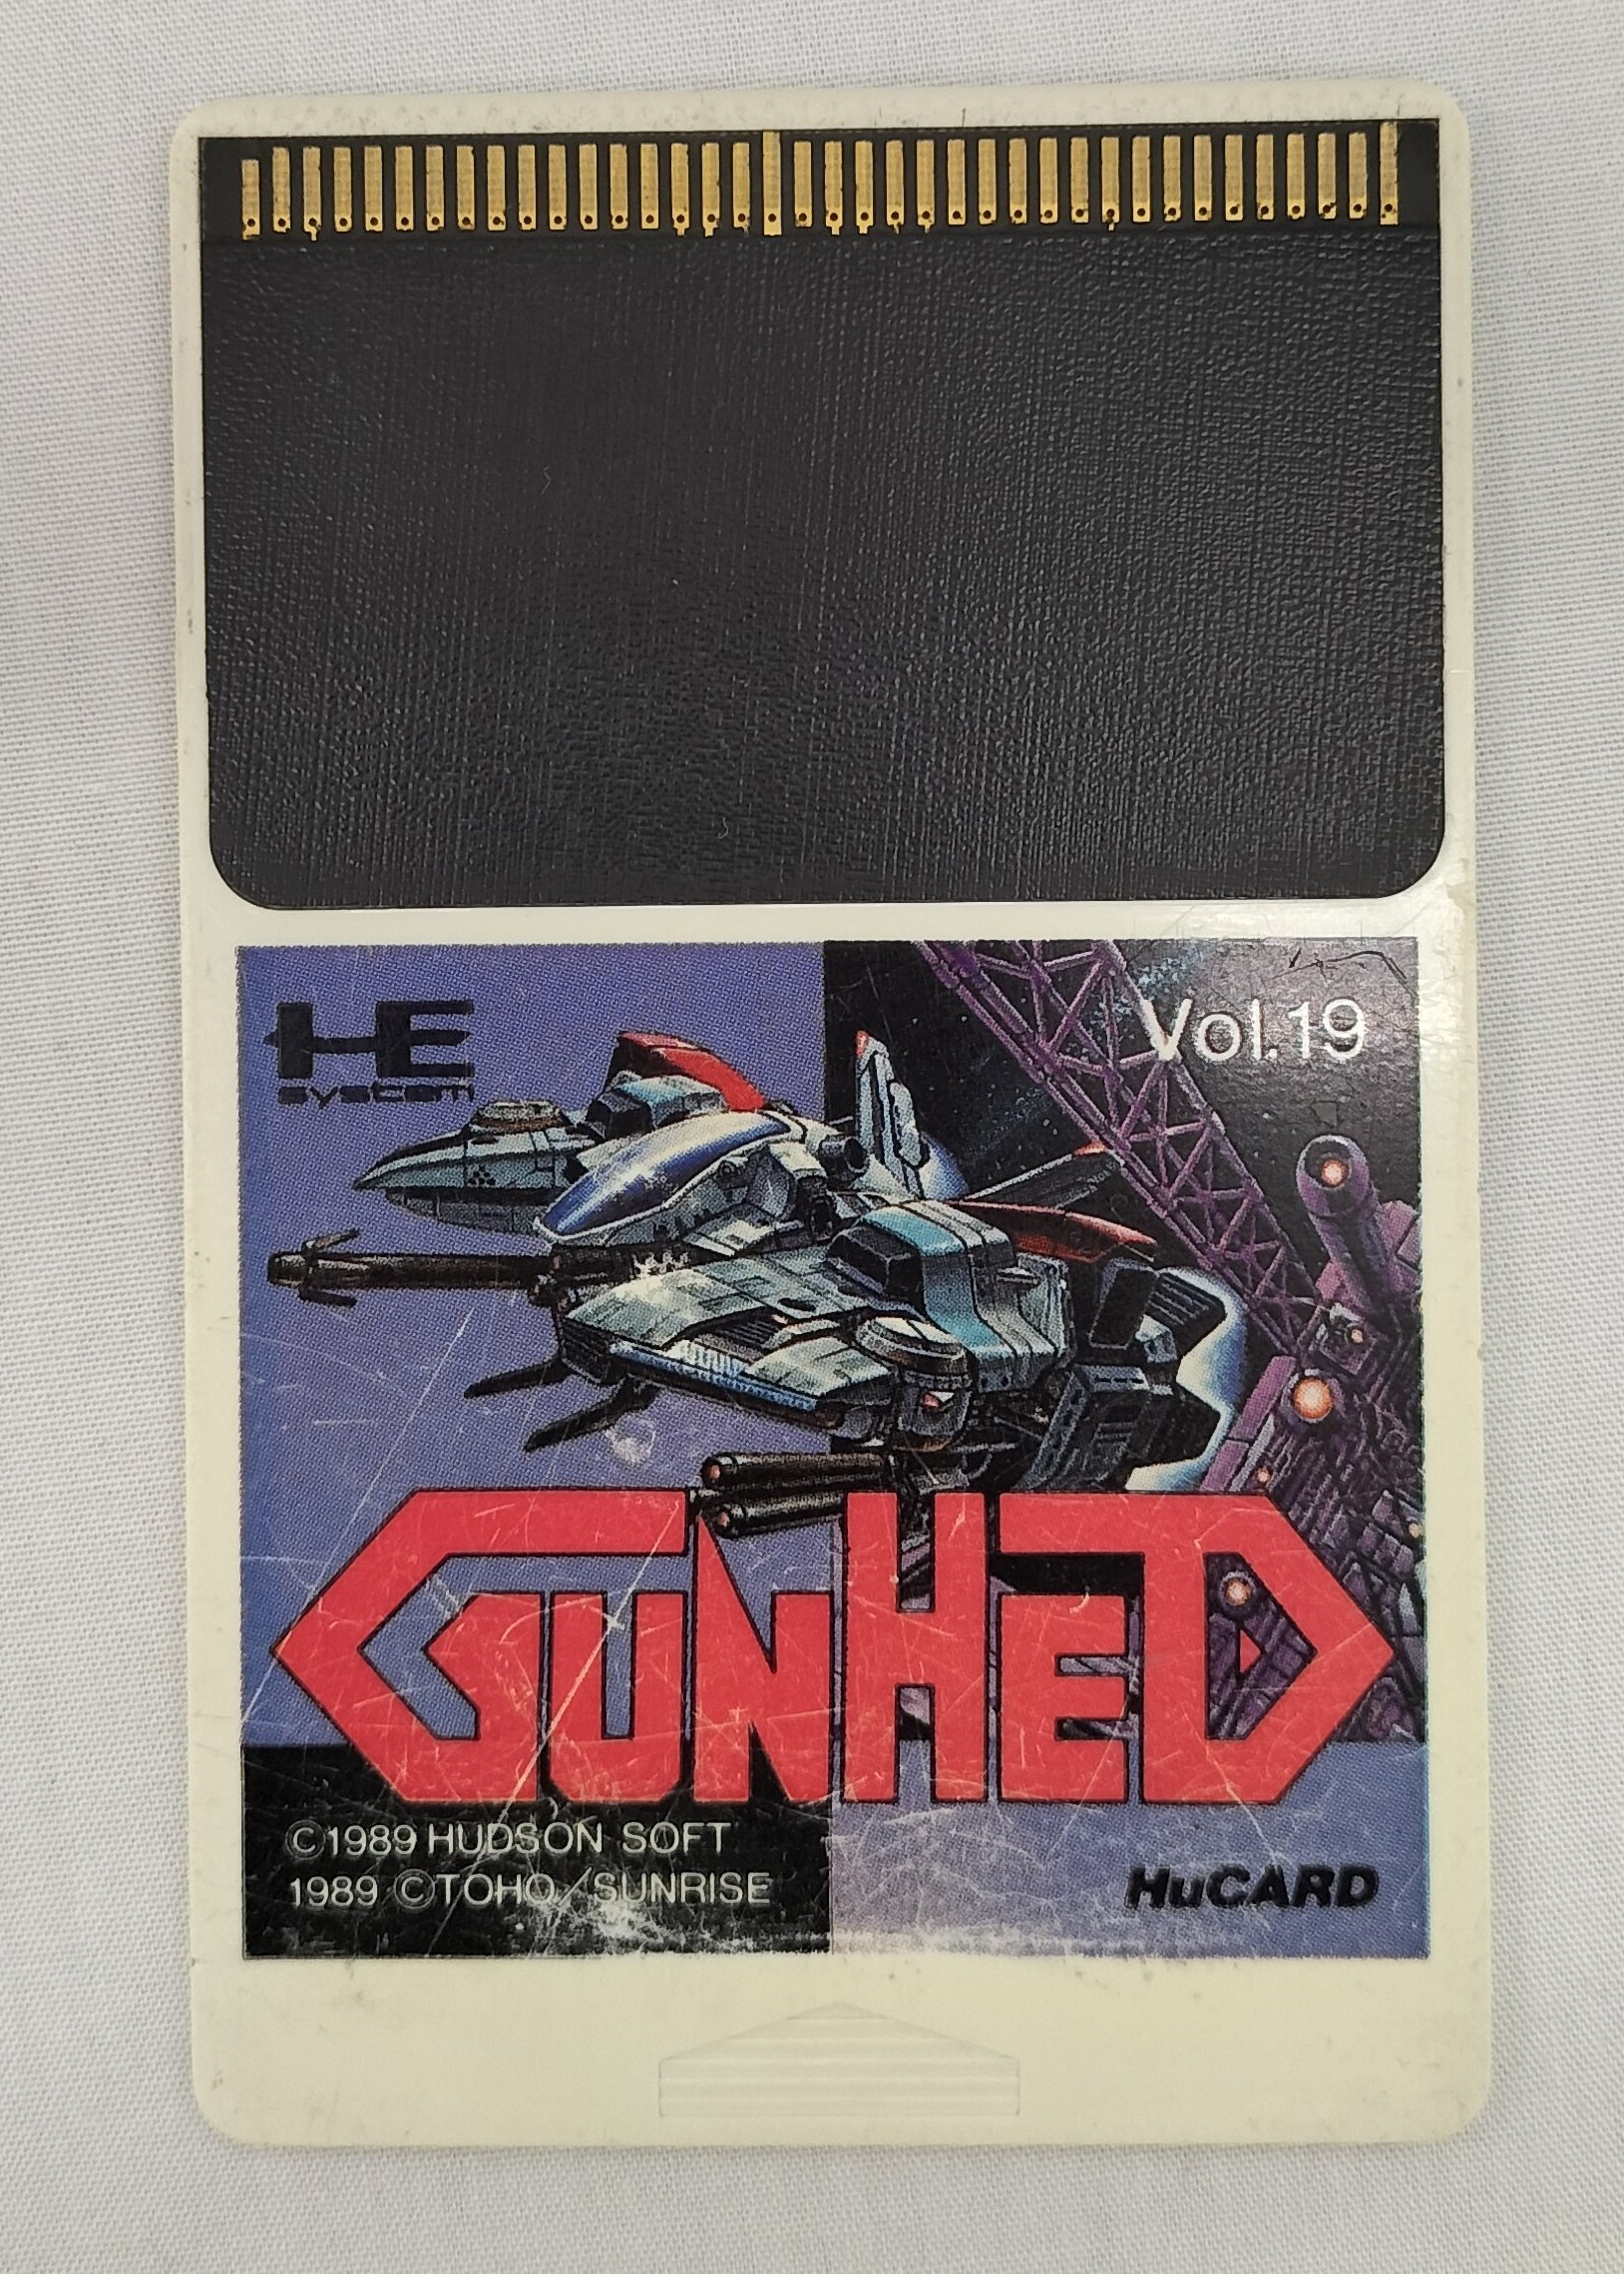 HE
SYSTEM
Vol.19
GUNHED
©1989 HUDSON SOFT
1989 ©TOHO/SUNRISE
HuCARD